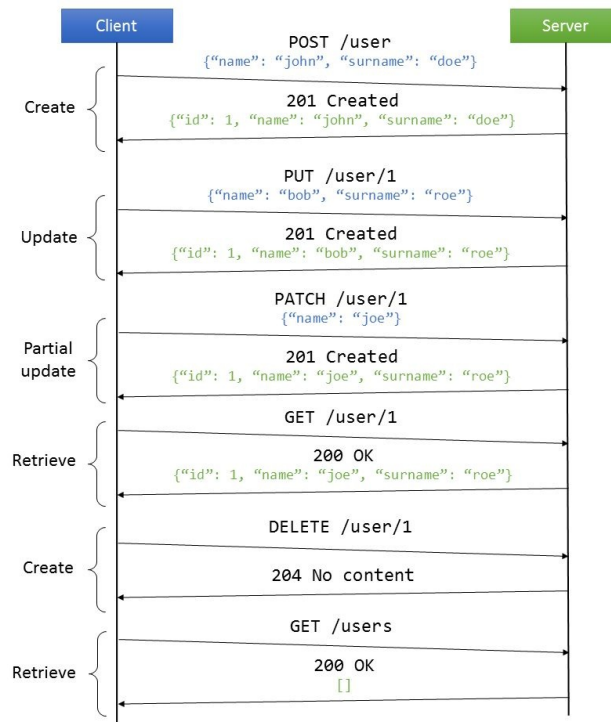 Client
Server
POST /user
{“name”: “john”, “surname”: “doe”}
Create
201 Created
{“id”: 1, “name”: “john”, “surname”: “doe”}
PUT /user/1
{“name”: “bob”, “surname”: “roe”}
Update
201 Created
{“id”: 1, “name”: “bob”, “surname”: “roe”}
PATCH /user/1
{“name”: “joe”}
Partial
update
201 Created
{“id”: 1, “name”: “joe”, “surname”: “roe”}
GET /user/1
Retrieve
200 OK
{“id”: 1, “name”: “joe”, “surname”: “roe”}
DELETE /user/1
Create
204 No content
GET /users
Retrieve
200 OK
[]